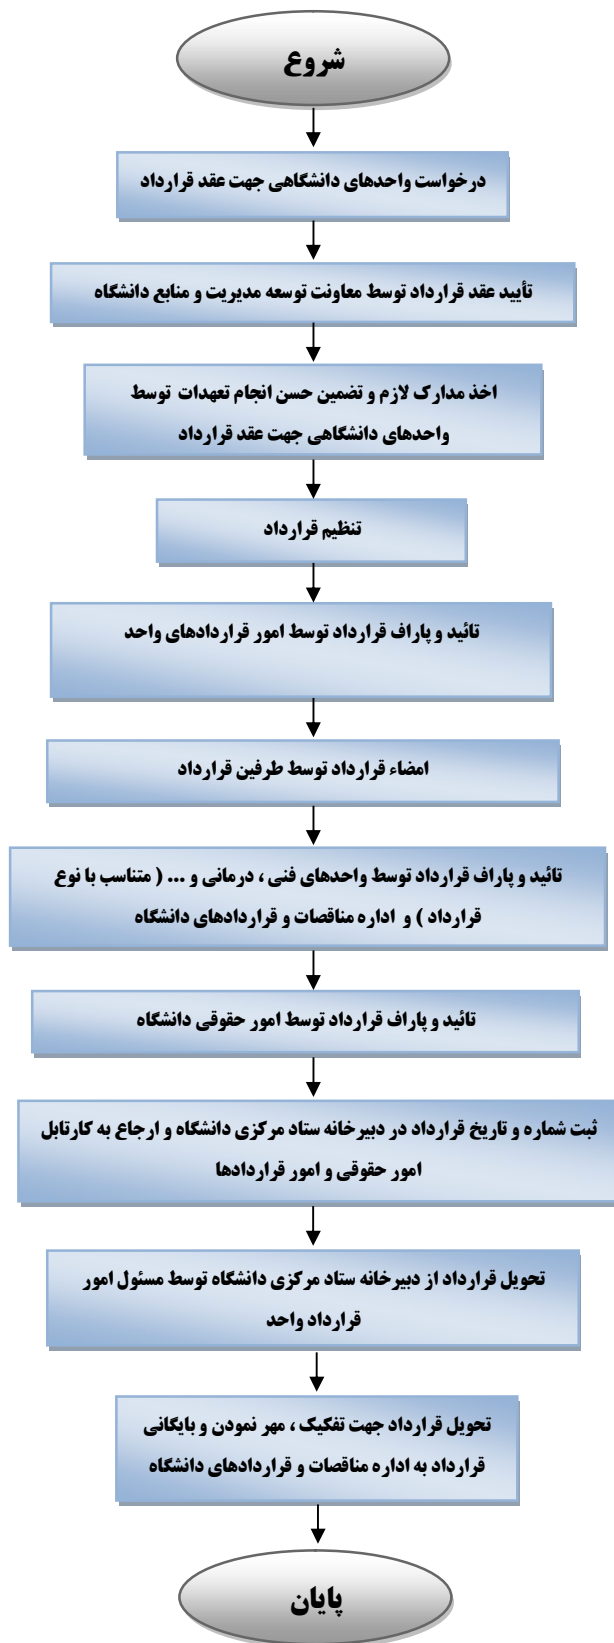 شروع
درخواست واحدهای دانشگاهی جهت عقد قرارداد
تأیید عقد قرارداد توسط معاونت توسعه مدیریت و منابع دانشگاه
اخذ مدارک لازم و تضمین حسن انجام تعهدات توسط
واحدهای دانشگاهی جهت عقد قرارداد
تنظیم قرارداد
تائید و پاراف قرارداد توسط امور قراردادهای واحد
امضاء قرارداد توسط طرفین قرارداد
تائید و پاراف قرارداد توسط واحدهای فنی ، درمانی و ... ( متناسب با نوع
قرارداد ) و اداره مناقصات و قراردادهای دانشگاه
تائید و پاراف قرارداد توسط امور حقوقی دانشگاه
ثبت شماره و تاریخ قرارداد در دبیرخانه ستاد مرکزی دانشگاه و ارجاع به کارتابل
امور حقوقی و امور قراردادها
تحویل قرارداد از دبیرخانه ستاد مرکزی دانشگاه توسط مسئول امور
قرارداد واحد
تحویل قرارداد جهت تفکیک ، مهر نمودن و بایگانی
قرارداد به اداره مناقصات و قراردادهای دانشگاه
پایان